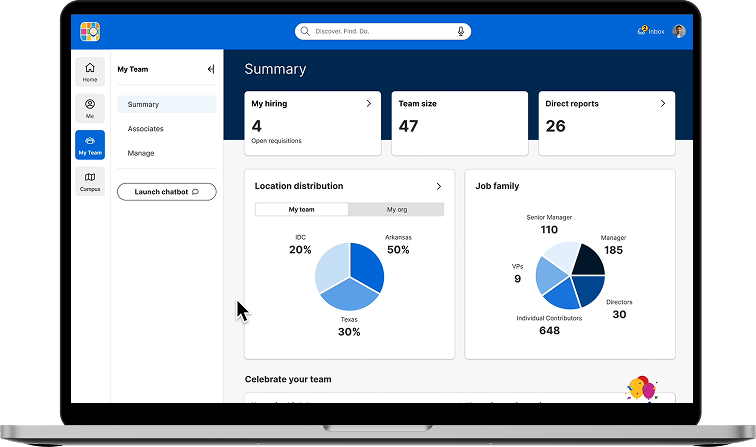 Discover. Find. Do.
2
Inbox
Home
Me
My Team
Campus
My Team
Summary
Associates
Manage
Launch chatbot
Summary
My hiring
4
Open requisitions
Team size
47
Direct reports
26
Location distribution
My team
My org
IDC
20%
Arkansas
50%
Texas
30%
Job family
Senior Manager
110
Manager
185
VPs
9
Directors
30
Individual Contributors
648
Celebrate your team